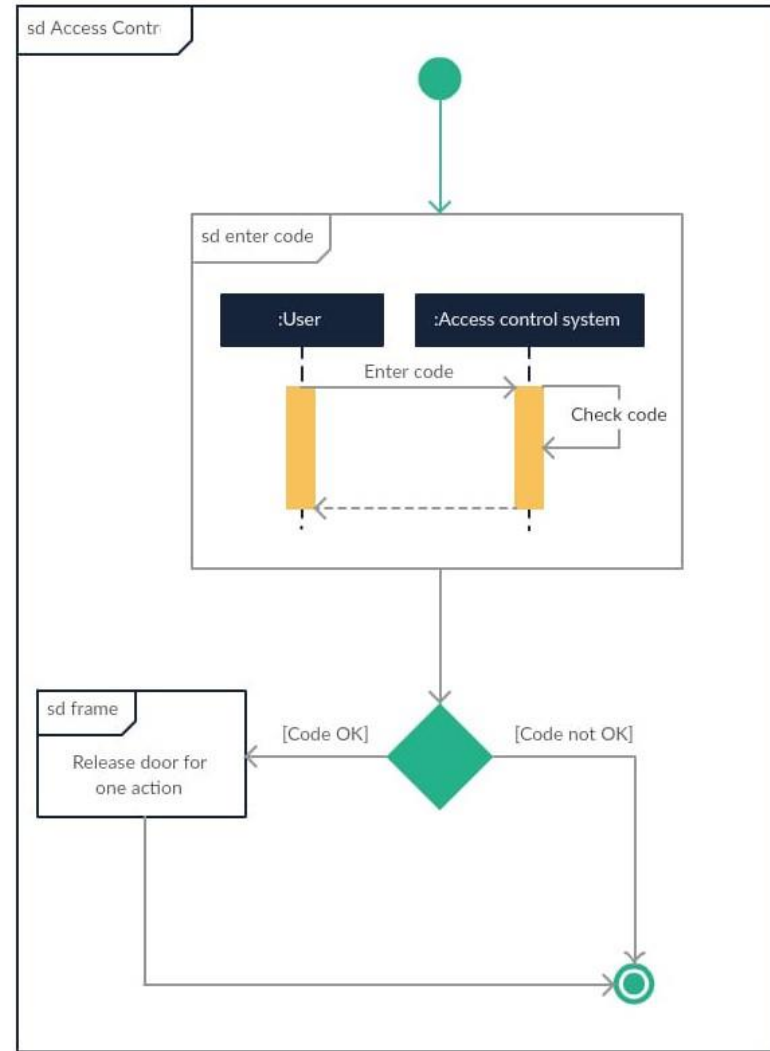 sd Access Contr
sd enter code
:User
:Access control system
Enter code
Check code
sd frame
[Code OK]
[Code not OK]
Release door for
one action